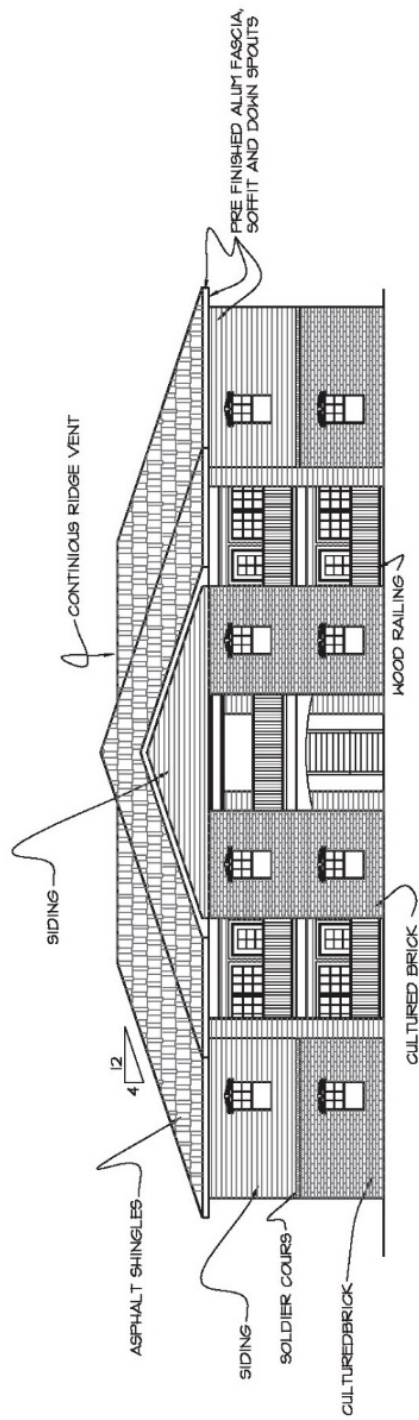 SIDING
CONTINIOUS RIDGE VENT
12
4
ASPHALT SHINGLES
PRE FINISHED ALUM FASCIA,
SOFFIT AND DOWN SPOUTS
SIDING
SOLDIER COURS
CULTUREDBRICK
CULTURED BRICK
WOOD RAILING